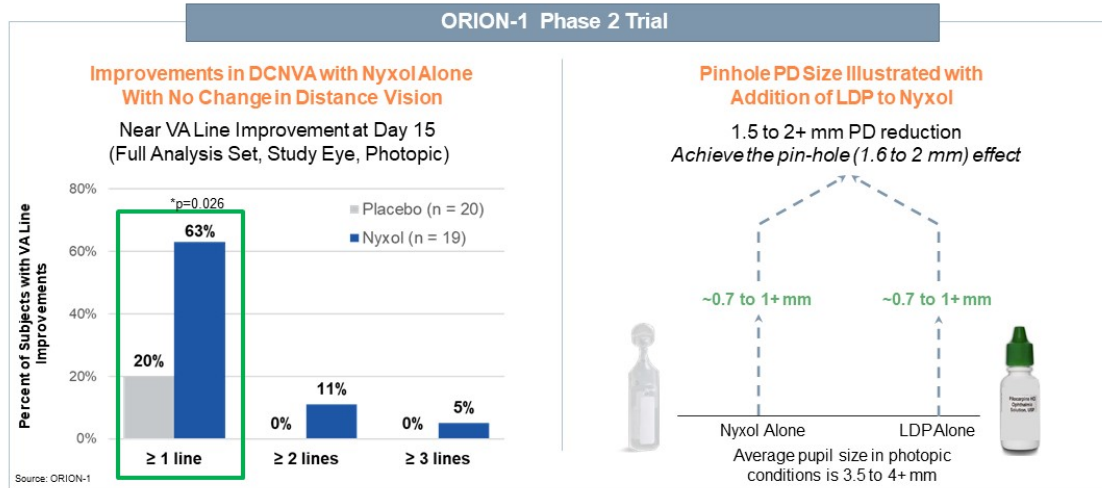 ORION-1 Phase 2 Trial
Improvements in DCNVA with Nyxol Alone
With No Change in Distance Vision
Near VA Line Improvement at Day 15
(Full Analysis Set, Study Eye, Photopic)
Percent of Subjects with VA Line
Improvements
80%
60%
40%
20%
0%
*p=0.026
Placebo (n = 20)
Nyxol (n = 19)
63%
20%
0%
11%
0%
5%
≥ 1 line
≥ 2 lines
≥ 3 lines
Source: ORION-1
Pinhole PD Size Illustrated with
Addition of LDP to Nyxol
1.5 to 2+ mm PD reduction
Achieve the pin-hole (1.6 to 2 mm) effect
~0.7 to 1+ mm
~0.7 to 1+ mm
Nyxol Alone
LDP Alone
Average pupil size in photopic
conditions is 3.5 to 4+ mm
Ophthalmic
Solution, USP